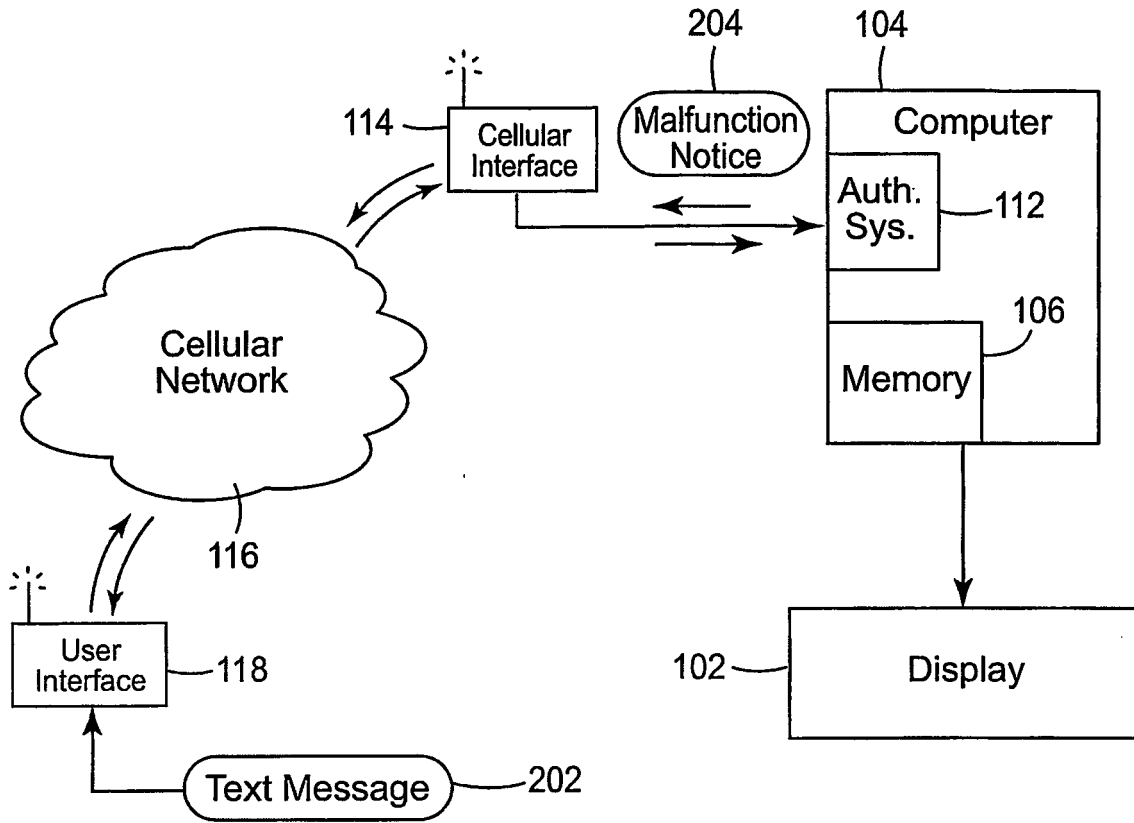 204
104
114
Cellular
Interface
Malfunction
Notice
Computer
Auth.
Sys.
112
106
Memory
Cellular
Network
116
User
Interface
118
102
Display
Text Message
202